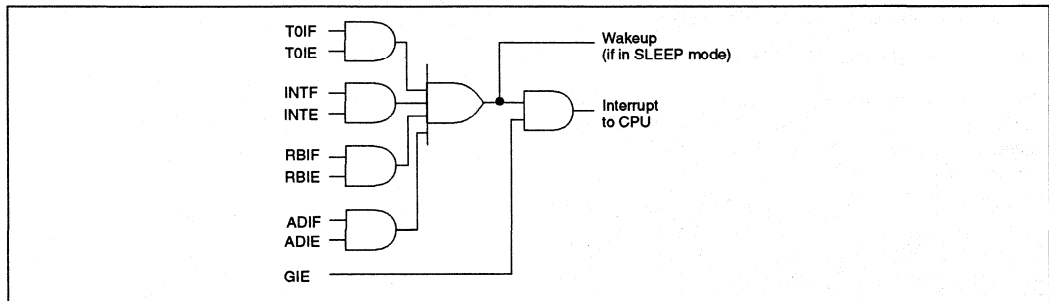 T0IF
T0IE
INTF
INTE
RBIF
RBIE
ADIF
ADIE
GIE
Wakeup
(if in SLEEP mode)
Interrupt
to CPU